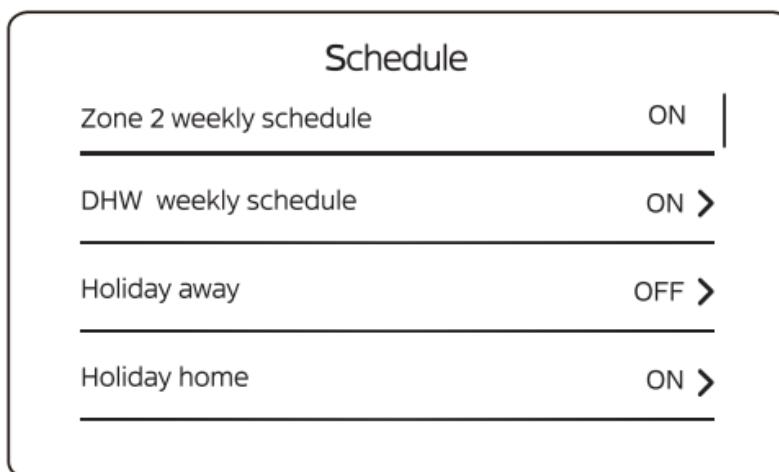 Schedule
Zone 2 weekly schedule ON
DHW weekly schedule ON >
Holiday away OFF >
Holiday home ON >